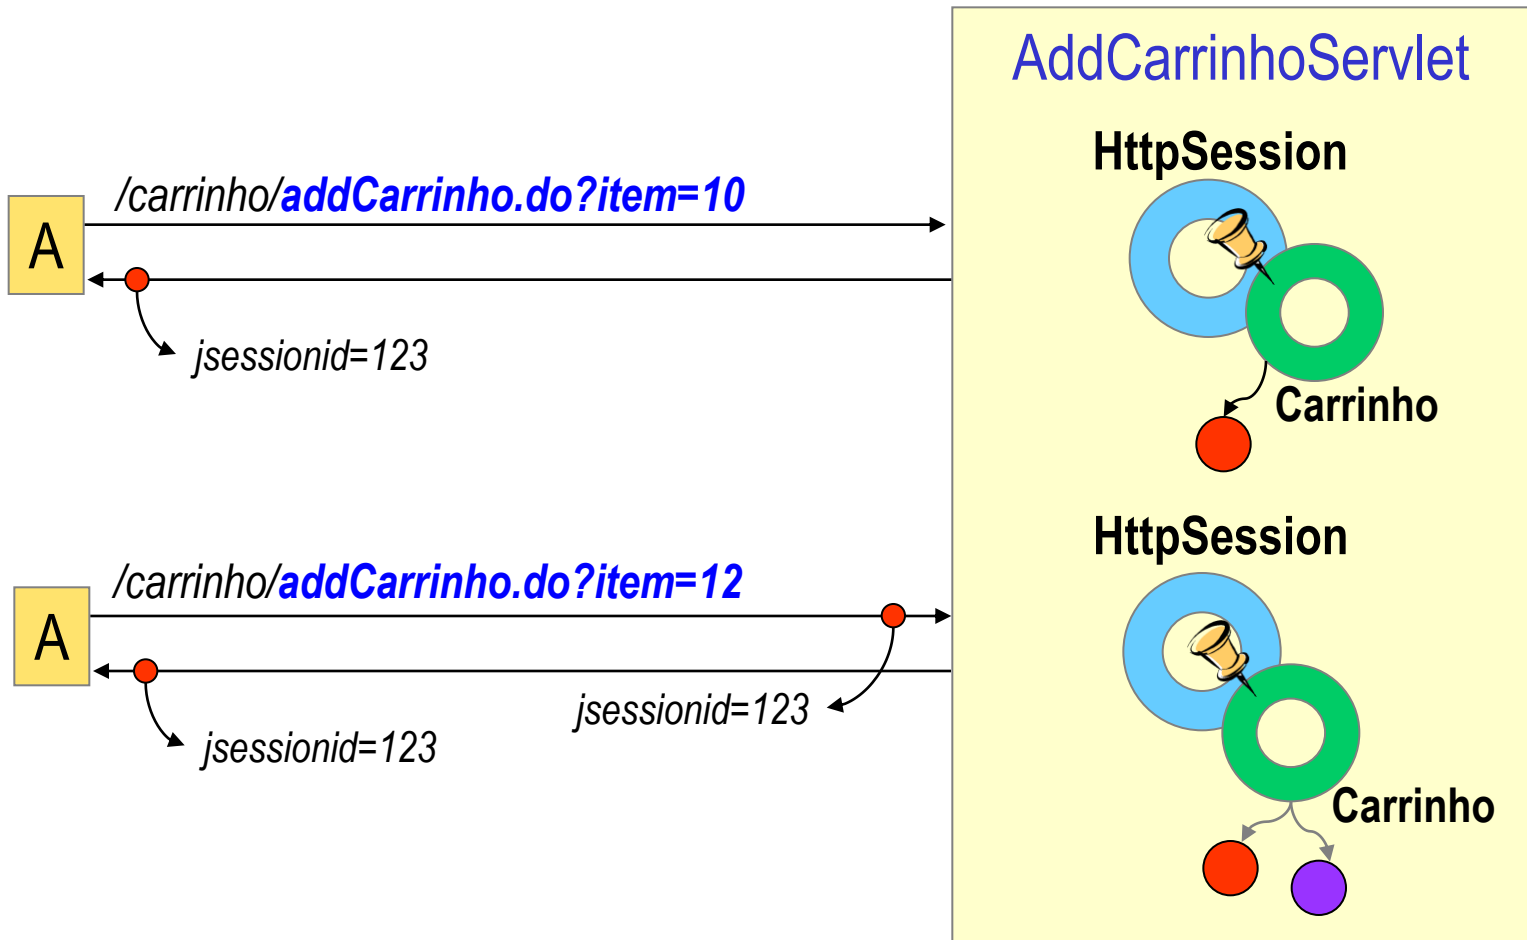 AddCarrinhoServlet
HttpSession
/carrinho/addCarrinho.do?item=10
A
jsessionid=123
Carrinho
HttpSession
/carrinho/addCarrinho.do?item=12
A
jsessionid=123
jsessionid=123
Carrinho